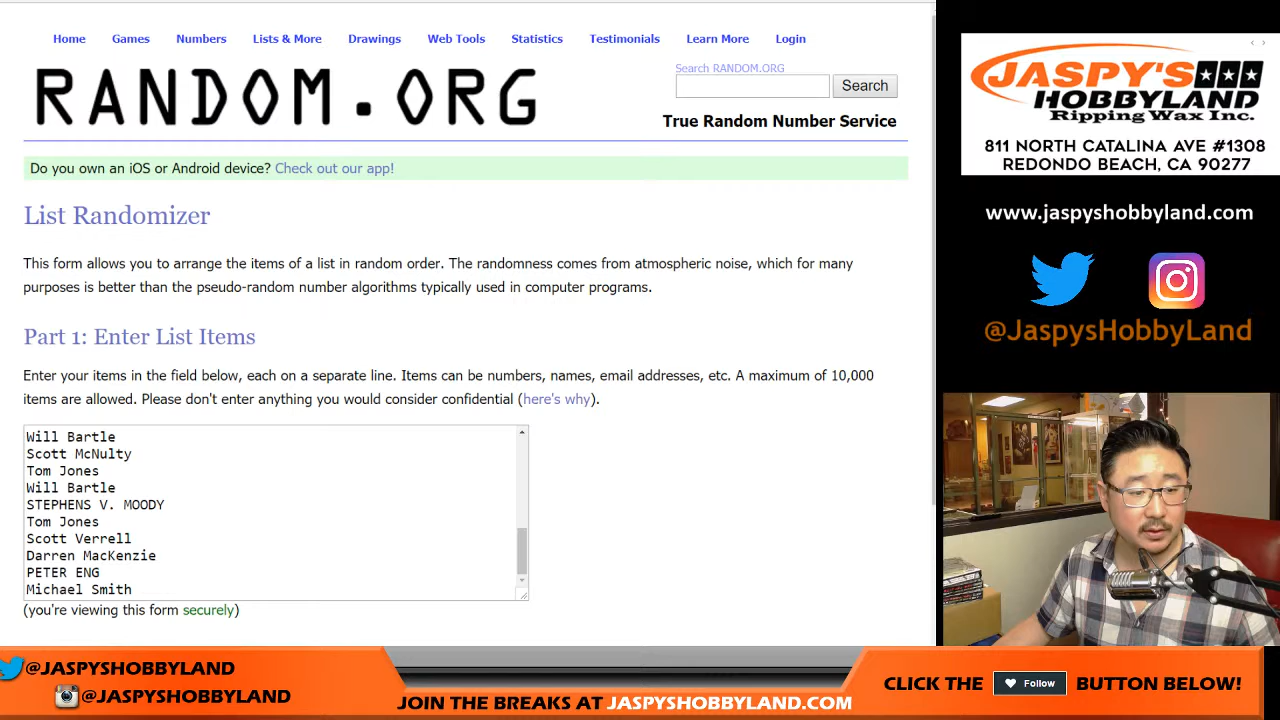 Home Games Numbers Lists & More Drawings Web Tools Statistics Testimonials Learn More Login
RANDOM.ORG
Search RANDOM.ORG
Search
True Random Number Service
Do you own an iOS or Android device? Check out our app!
List Randomizer
This form allows you to arrange the items of a list in random order. The randomness comes from atmospheric noise, which for many
purposes is better than the pseudo-random number algorithms typically used in computer programs.
Part 1: Enter List Items
Enter your items in the field below, each on a separate line. Items can be numbers, names, email addresses, etc. A maximum of 10,000
items are allowed. Please don't enter anything you would consider confidential (here's why).
Will Bartle
Scott McNulty
Tom Jones
Will Bartle
STEPHENS V. MOODY
Tom Jones
Scott Verrell
Darren MacKenzie
PETER ENG
Michael Smith
(you're viewing this form securely)
JASPY'S
HOBBYLAND
Ripping Wax Inc.
811 NORTH CATALINA AVE #1308
REDONDO BEACH, CA 90277
www.jaspyshobbyland.com
@JaspysHobbyLand
@JASPYSHOBBYLAND
@JASPYSHOBBYLAND
JOIN THE BREAKS AT JASPYSHOBBYLAND.COM
CLICK THE Follow BUTTON BELOW!